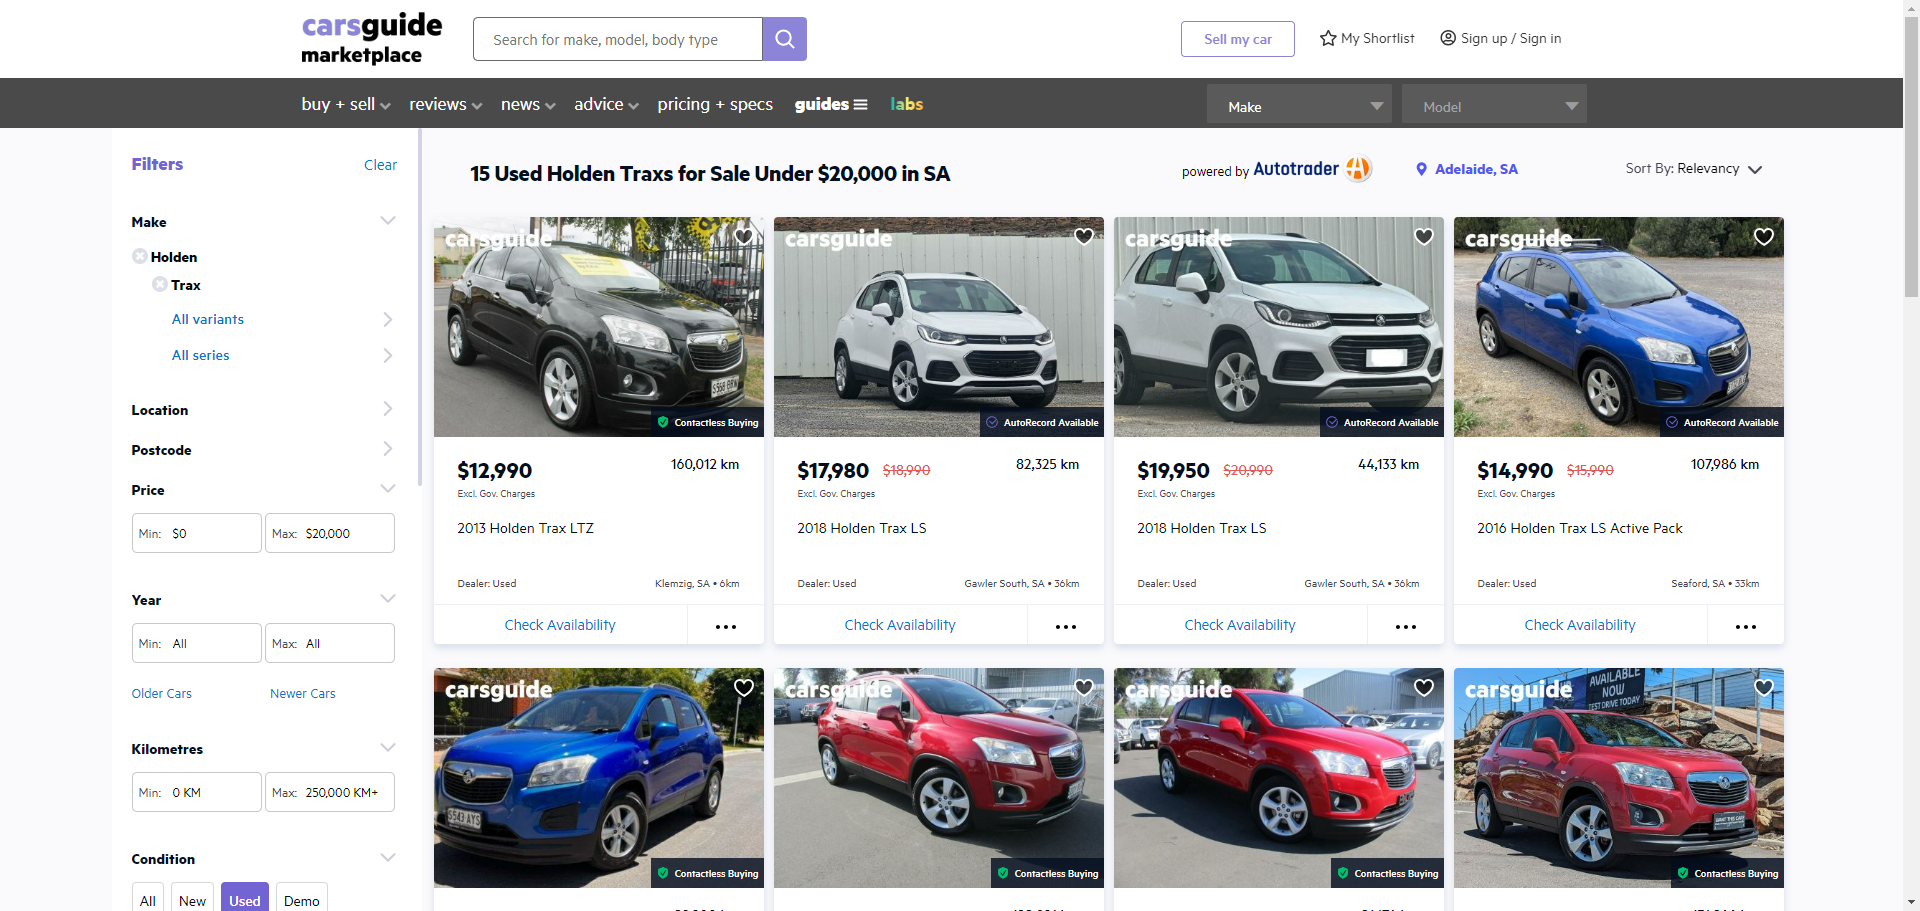 carsguide
marketplace
Search for make, model, body type
Sell my car
My Shortlist
Sign up / Sign in
buy + sell
reviews
news
advice
pricing + specs
guides
labs
Make
Model
Filters
Clear
Make
Holden
Trax
All variants
All series
Location
Postcode
Price
Min: $0
Max: $20,000
Year
Min: All
Max: All
Older Cars
Newer Cars
Kilometres
Min: 0 KM
Max: 250,000 KM+
Condition
All
New
Used
Demo
15 Used Holden Traxs for Sale Under $20,000 in SA
powered by Autotrader
Adelaide, SA
Sort By: Relevancy
carsguide
Contactless Buying
$12,990
160,012 km
Excl. Gov. Charges
2013 Holden Trax LTZ
Dealer: Used
Klemzig, SA • 6km
Check Availability
carsguide
AutoRecord Available
$17,980 $18,990
82,325 km
Excl. Gov. Charges
2018 Holden Trax LS
Dealer: Used
Gawler South, SA • 36km
Check Availability
carsguide
AutoRecord Available
$19,950 $20,990
44,133 km
Excl. Gov. Charges
2018 Holden Trax LS
Dealer: Used
Gawler South, SA • 36km
Check Availability
carsguide
AutoRecord Available
$14,990 $15,990
107,986 km
Excl. Gov. Charges
2016 Holden Trax LS Active Pack
Dealer: Used
Seaford, SA • 33km
Check Availability
carsguide
S543 AYS
Contactless Buying
carsguide
Contactless Buying
carsguide
Contactless Buying
carsguide
AVAILABLE
NOW
TEST DRIVE TODAY
Contactless Buying